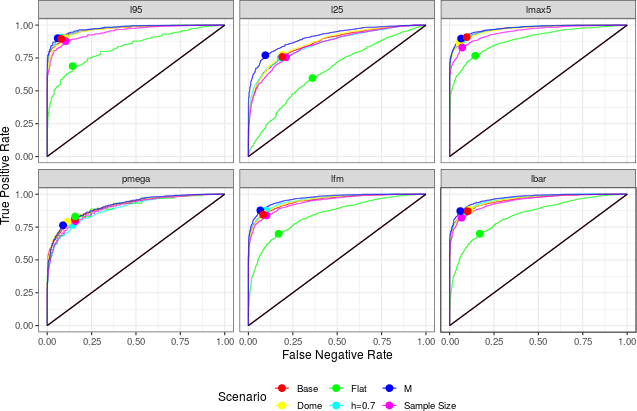 l95 l25 lmax5
1.00
0.75
0.50
0.25
0.00
pmega lfm lbar
1.00
0.75
0.50
0.25
0.00
True Positive Rate
0.00 0.25 0.50 0.75 1.00 0.00 0.25 0.50 0.75 1.00 0.00 0.25 0.50 0.75 1.00
False Negative Rate
Scenario
Base Flat M
Dome h=0.7 Sample Size